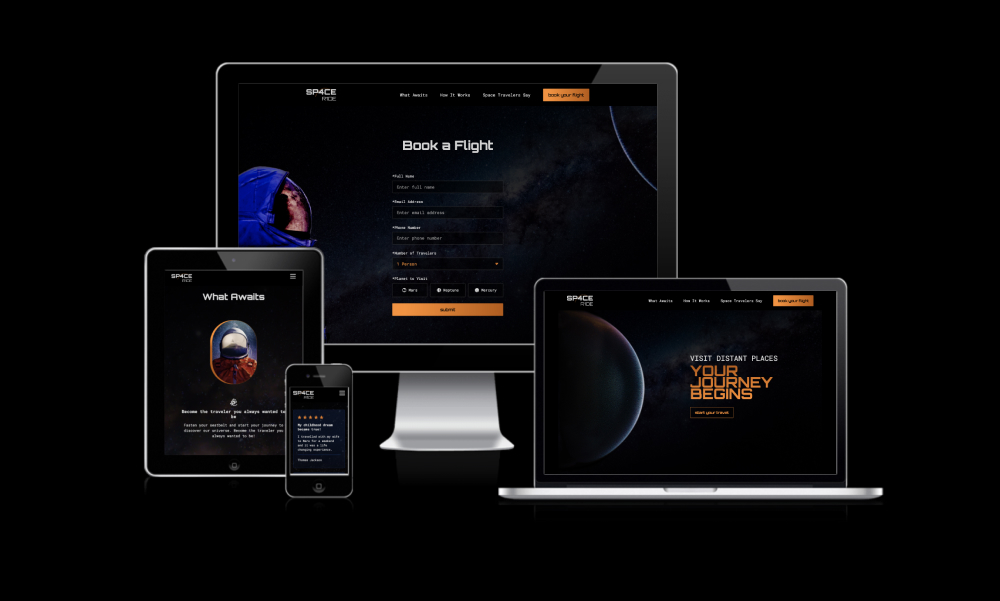 SP4CE
RIDE
What Awaits
How It Works
Space Travelers Say
book your flight
Book a Flight
*Full Name
Enter full name
*Email Address
Enter email address
*Phone Number
Enter phone number
*Number of Travelers
1 Person
*Planet to Visit
Mars
Neptune
Mercury
submit
SP4CE
RIDE
What Awaits
Become the traveler you always wanted to
be
Fasten your seatbelt and start your journey to
discover our universe. Become the traveler you
always wanted to be!
SP4CE
RIDE
My childhood dream
became true!
I travelled with my wife
to Mars for a weekend
and it was a life
changing experience.
Thomas Jackson
SP4CE
RIDE
What Awaits
How It Works
Space Travelers Say
book your flight
VISIT DISTANT PLACES
YOUR
JOURNEY
BEGINS
start your travel